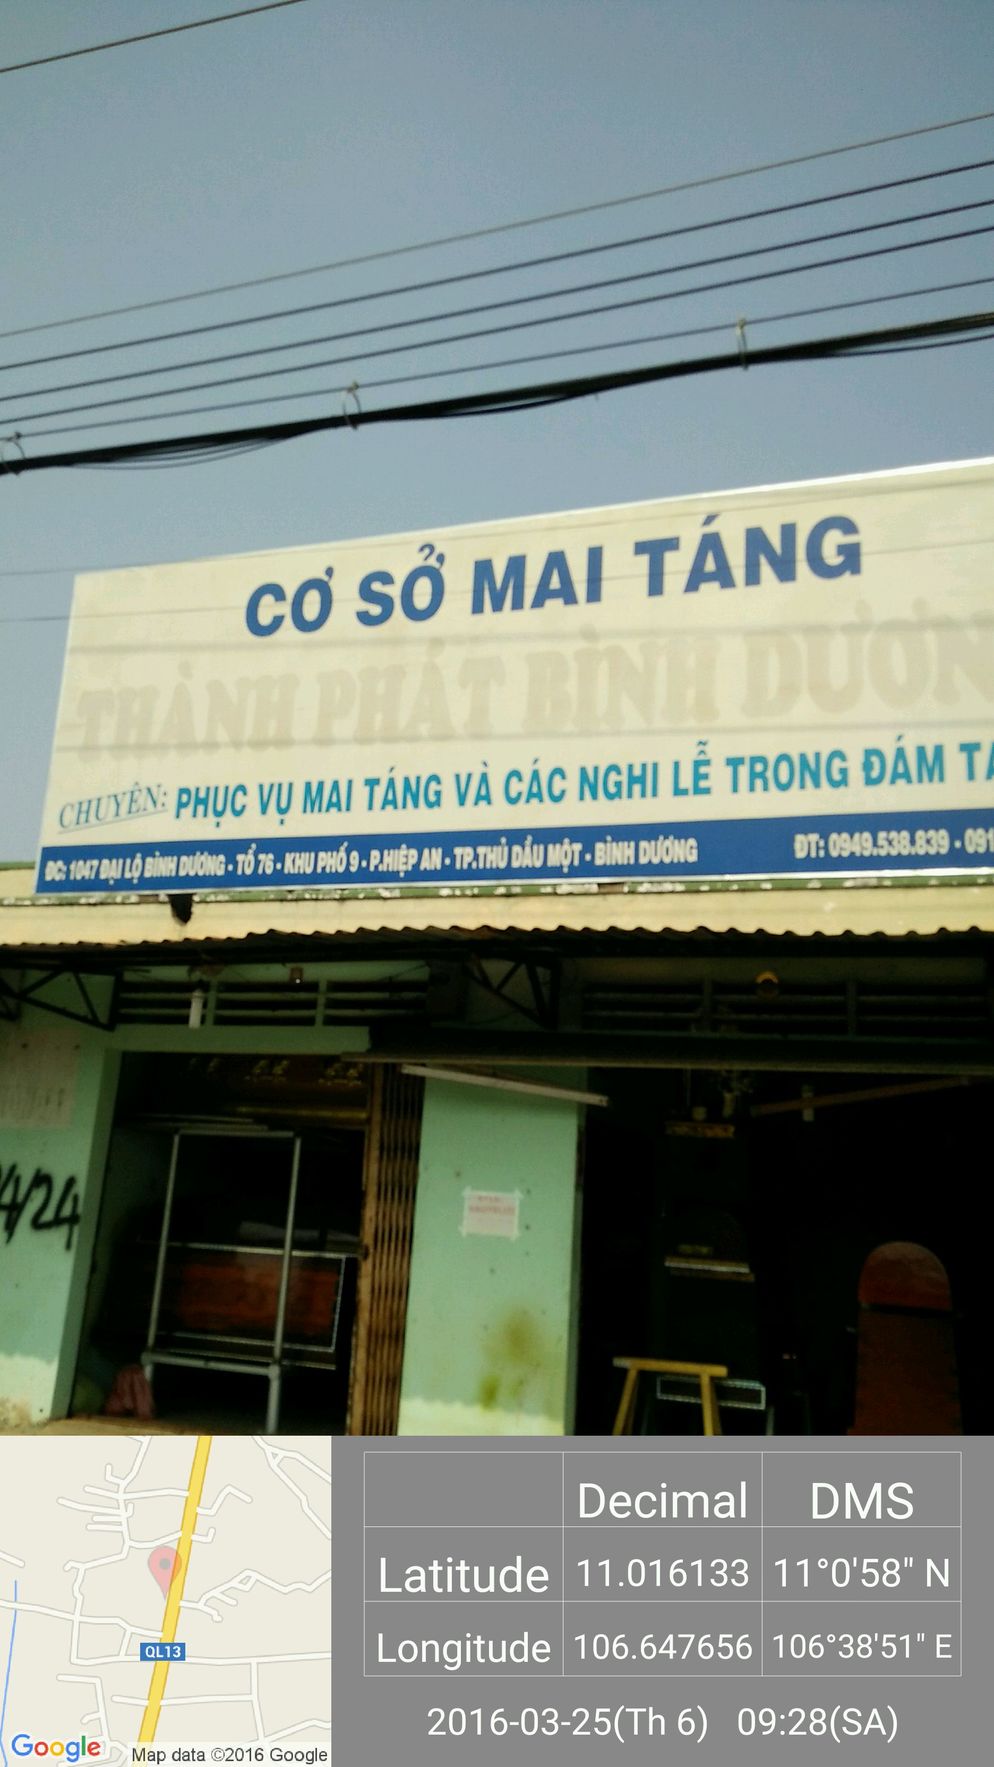 CƠ SỞ MAI TÁNG
THÀNH PHÁT BÌNH DƯƠN
CHUYÊN: PHỤC VỤ MAI TÁNG VÀ CÁC NGHI LỄ TRONG ĐÁM TA
ĐC: 1047 ĐẠI LỘ BÌNH DƯƠNG - TỔ 76 - KHU PHỐ 9 - P.HIỆP AN - TP.THỦ DẦU MỘT - BÌNH DƯƠNG ĐT: 0949.538.839 - 091
4/24
QL13
Google
Map data ©2016 Google
Decimal DMS
Latitude 11.016133 11°0'58" N
Longitude 106.647656 106°38'51" E
2016-03-25(Th 6) 09:28(SA)